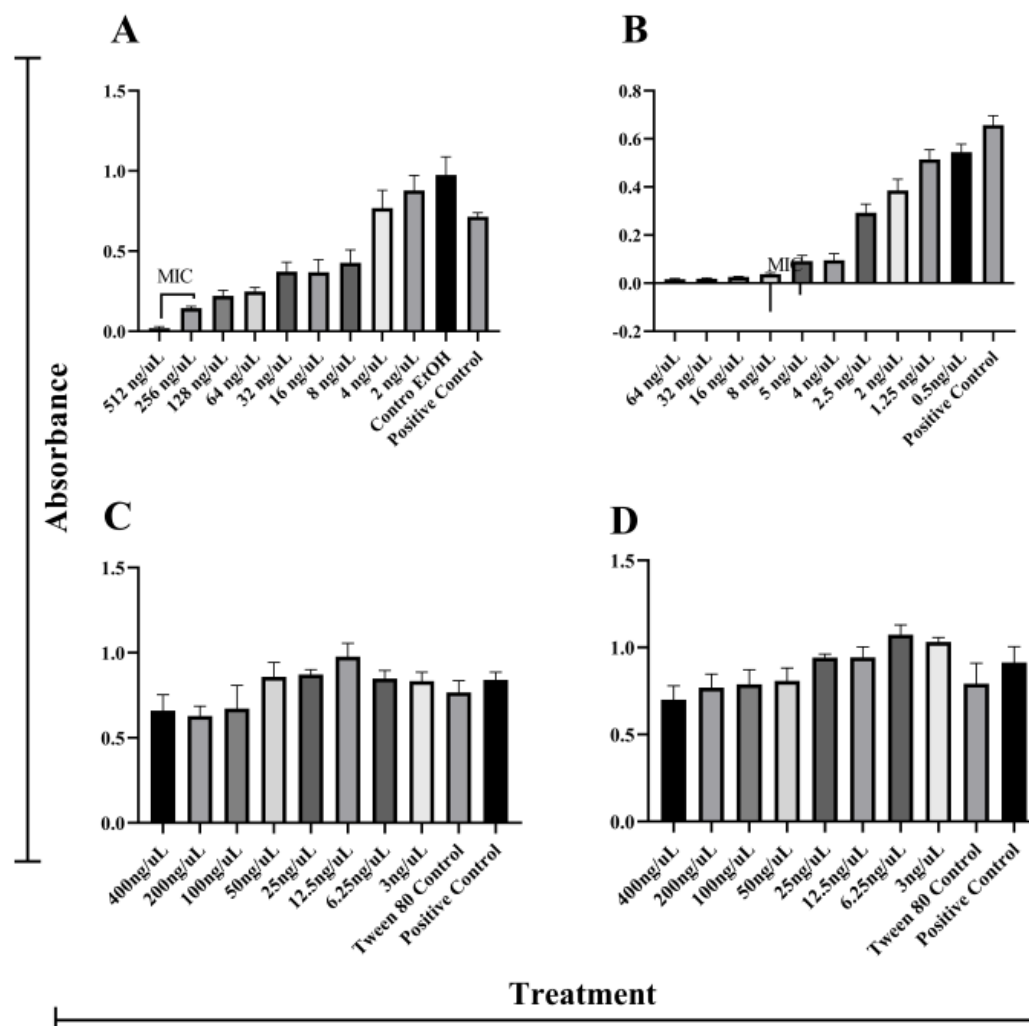 A
1.5
1.0
0.5
0.0
MIC
512 ng/uL
256 ng/uL
128 ng/uL
64 ng/uL
32 ng/uL
16 ng/uL
8 ng/uL
4 ng/uL
2 ng/uL
Contro EtOH
Positive Control
B
0.8
0.6
0.4
0.2
0.0
-0.2
MIC
64 ng/uL
32 ng/uL
16 ng/uL
8 ng/uL
5 ng/uL
4 ng/uL
2.5 ng/uL
2 ng/uL
1.25 ng/uL
0.5ng/uL
Positive Control
Absorbance
C
1.5
1.0
0.5
0.0
400ng/uL
200ng/uL
100ng/uL
50ng/uL
25ng/uL
12.5ng/uL
6.25ng/uL
3ng/uL
Tween 80 Control
Positive Control
D
1.5
1.0
0.5
0.0
400ng/uL
200ng/uL
100ng/uL
50ng/uL
25ng/uL
12.5ng/uL
6.25ng/uL
3ng/uL
Tween 80 Control
Positive Control
Treatment